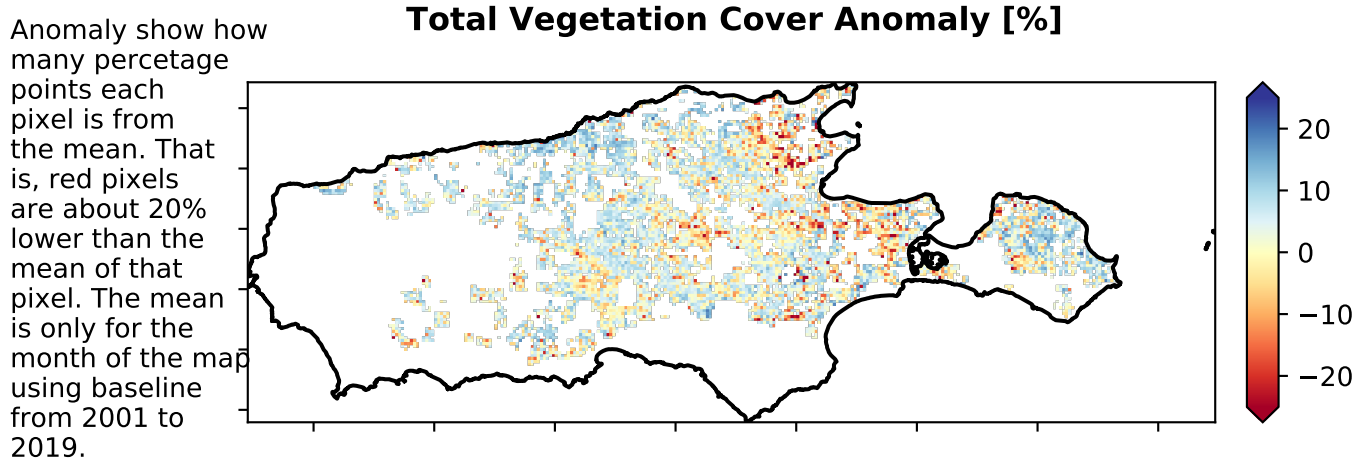 Total Vegetation Cover Anomaly [%]
Anomaly show how
many percetage
points each
pixel is from
the mean. That
is, red pixels
are about 20%
lower than the
mean of that
pixel. The mean
is only for the
month of the map
using baseline
from 2001 to
2019.
20
10
0
−10
−20